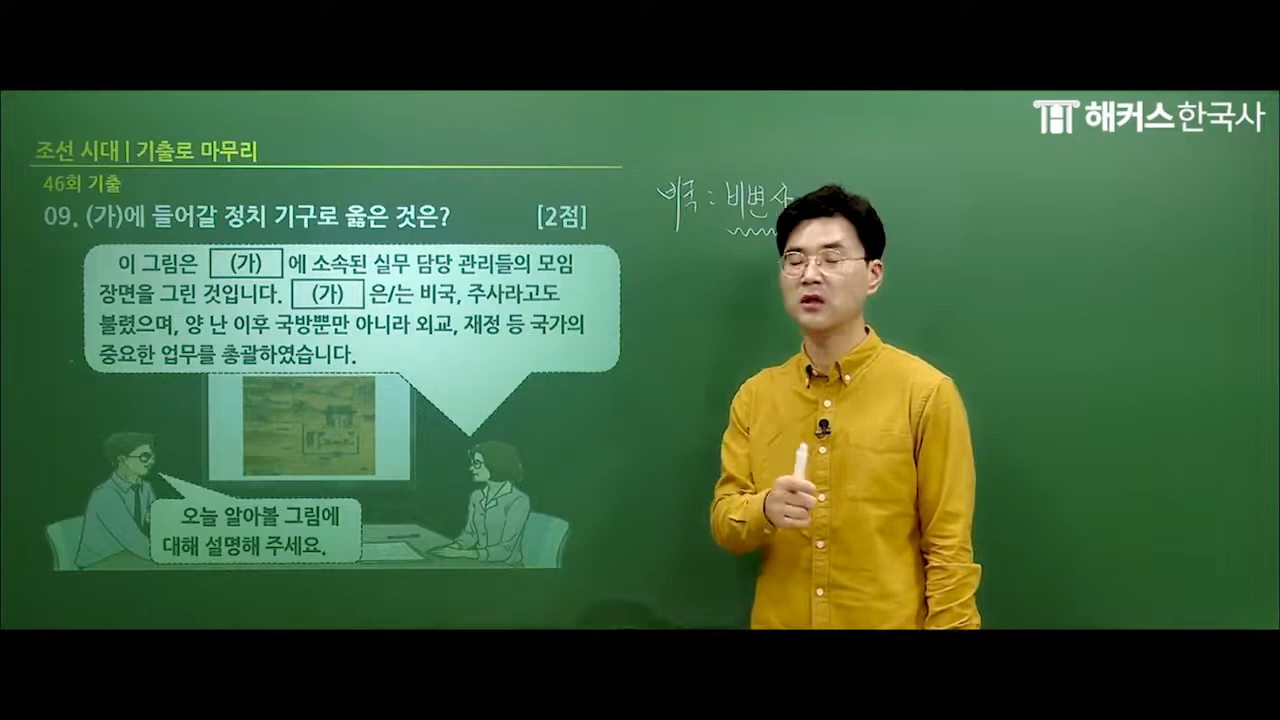 해커스한국사
조선 시대 | 기출로 마무리
46회 기출
09. (가)에 들어갈 정치 기구로 옳은 것은? [2점]
이 그림은 (가) 에 소속된 실무 담당 관리들의 모임
장면을 그린 것입니다. (가) 은/는 비국, 주사라고도
불렸으며, 양 난 이후 국방뿐만 아니라 외교, 재정 등 국가의
중요한 업무를 총괄하였습니다.
오늘 알아볼 그림에
대해 설명해 주세요.
비국 : 비변사